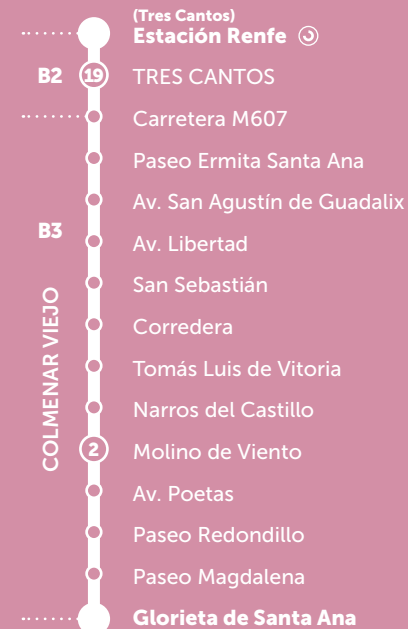 (Tres Cantos)
Estación Renfe
B2 19 TRES CANTOS
Carretera M607
Paseo Ermita Santa Ana
Av. San Agustín de Guadalix
B3
Av. Libertad
San Sebastián
Corredera
Tomás Luis de Vitoria
Narros del Castillo
COLMENAR VIEJO
2 Molino de Viento
Av. Poetas
Paseo Redondillo
Paseo Magdalena
Glorieta de Santa Ana